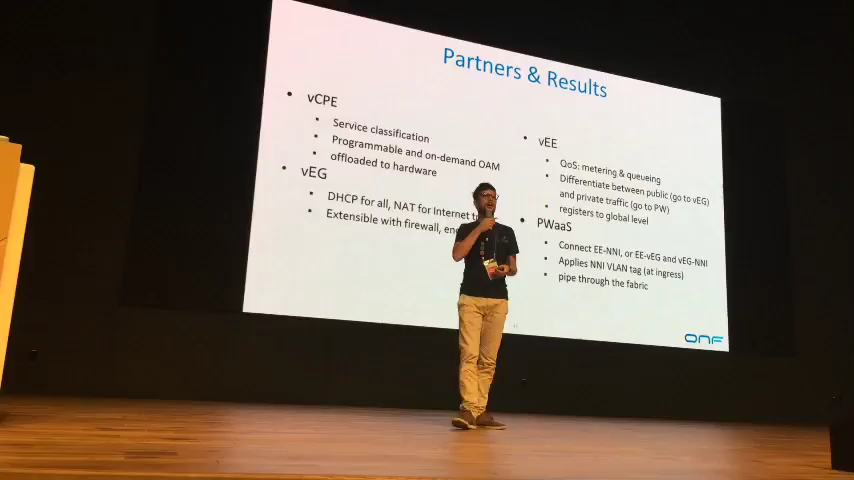 Partners & Results
vCPE
Service classification
Programmable and on-demand OAM
offloaded to hardware
vEG
DHCP for all, NAT for Internet
Extensible with firewall,
vEE
QoS: metering & queueing
Differentiate between public (go to vEG)
and private traffic (go to PW)
registers to global level
PWaaS
Connect EE-NNI, or EE-vEG and vEG-NNI
Applies NNI VLAN tag (at ingress)
pipe through the fabric
ONF